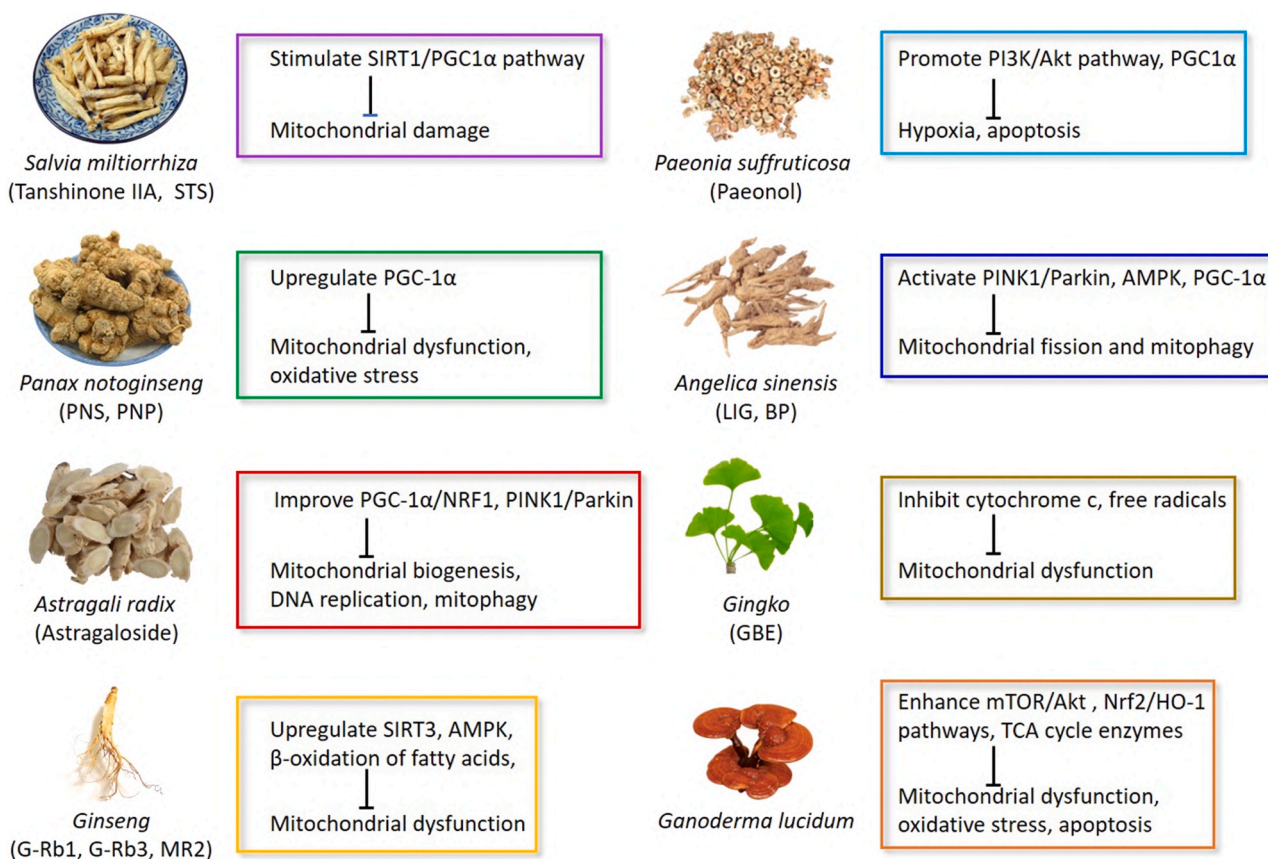 Stimulate SIRT1/PGC1α pathway
Mitochondrial damage
Salvia miltiorrhiza
(Tanshinone IIA, STS)
Promote PI3K/Akt pathway, PGC1α
Hypoxia, apoptosis
Paeonia suffruticosa
(Paeonol)
Upregulate PGC-1α
Mitochondrial dysfunction,
oxidative stress
Panax notoginseng
(PNS, PNP)
Activate PINK1/Parkin, AMPK, PGC-1α
Mitochondrial fission and mitophagy
Angelica sinensis
(LIG, BP)
Improve PGC-1α/NRF1, PINK1/Parkin
Mitochondrial biogenesis,
DNA replication, mitophagy
Astragali radix
(Astragaloside)
Inhibit cytochrome c, free radicals
Mitochondrial dysfunction
Gingko
(GBE)
Upregulate SIRT3, AMPK,
β-oxidation of fatty acids,
Mitochondrial dysfunction
Ginseng
(G-Rb1, G-Rb3, MR2)
Enhance mTOR/Akt , Nrf2/HO-1
pathways, TCA cycle enzymes
Mitochondrial dysfunction,
oxidative stress, apoptosis
Ganoderma lucidum